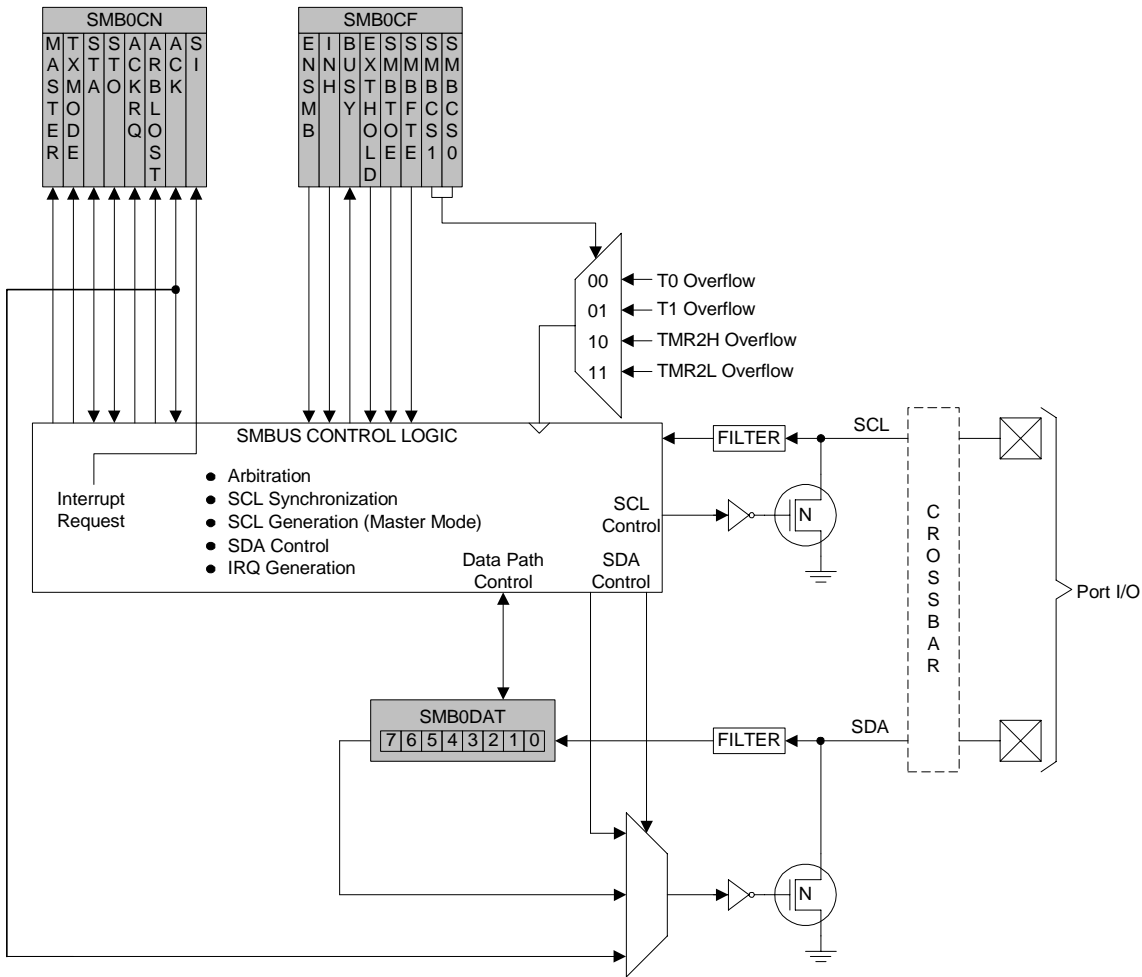 SMB0CN
MASTER
TXMODE
STA
STO
ACKRQ
ARBLOST
ACK
SI
SMB0CF
ENSMB
INH
BUSY
EXTHOLD
SMBTOE
SMBFTE
SMBCS1
SMBCS0
00
T0 Overflow
01
T1 Overflow
10
TMR2H Overflow
11
TMR2L Overflow
SMBUS CONTROL LOGIC
Interrupt
Request
● Arbitration
● SCL Synchronization
● SCL Generation (Master Mode)
● SDA Control
● IRQ Generation
SCL
Control
Data Path
Control
SDA
Control
FILTER
SCL
N
CROSSBAR
Port I/O
SMB0DAT
7 6 5 4 3 2 1 0
FILTER
SDA
N